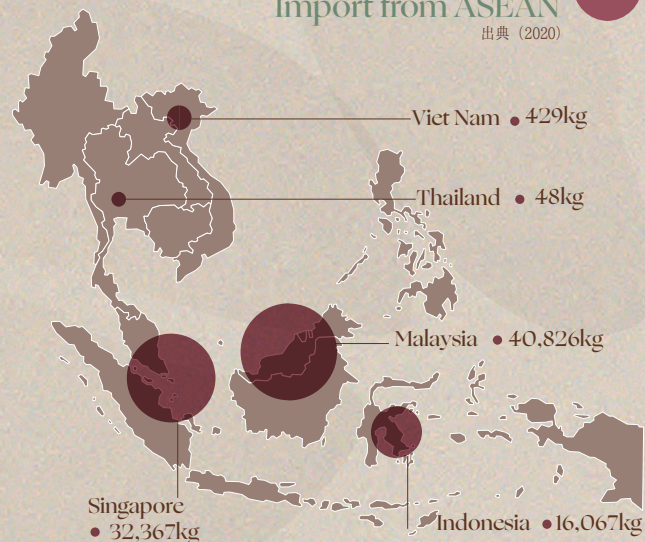 Import from ASEAN
出典（2020）
Viet Nam ● 429kg
Thailand ● 48kg
Malaysia ● 40,826kg
Singapore
● 32,367kg
Indonesia ● 16,067kg